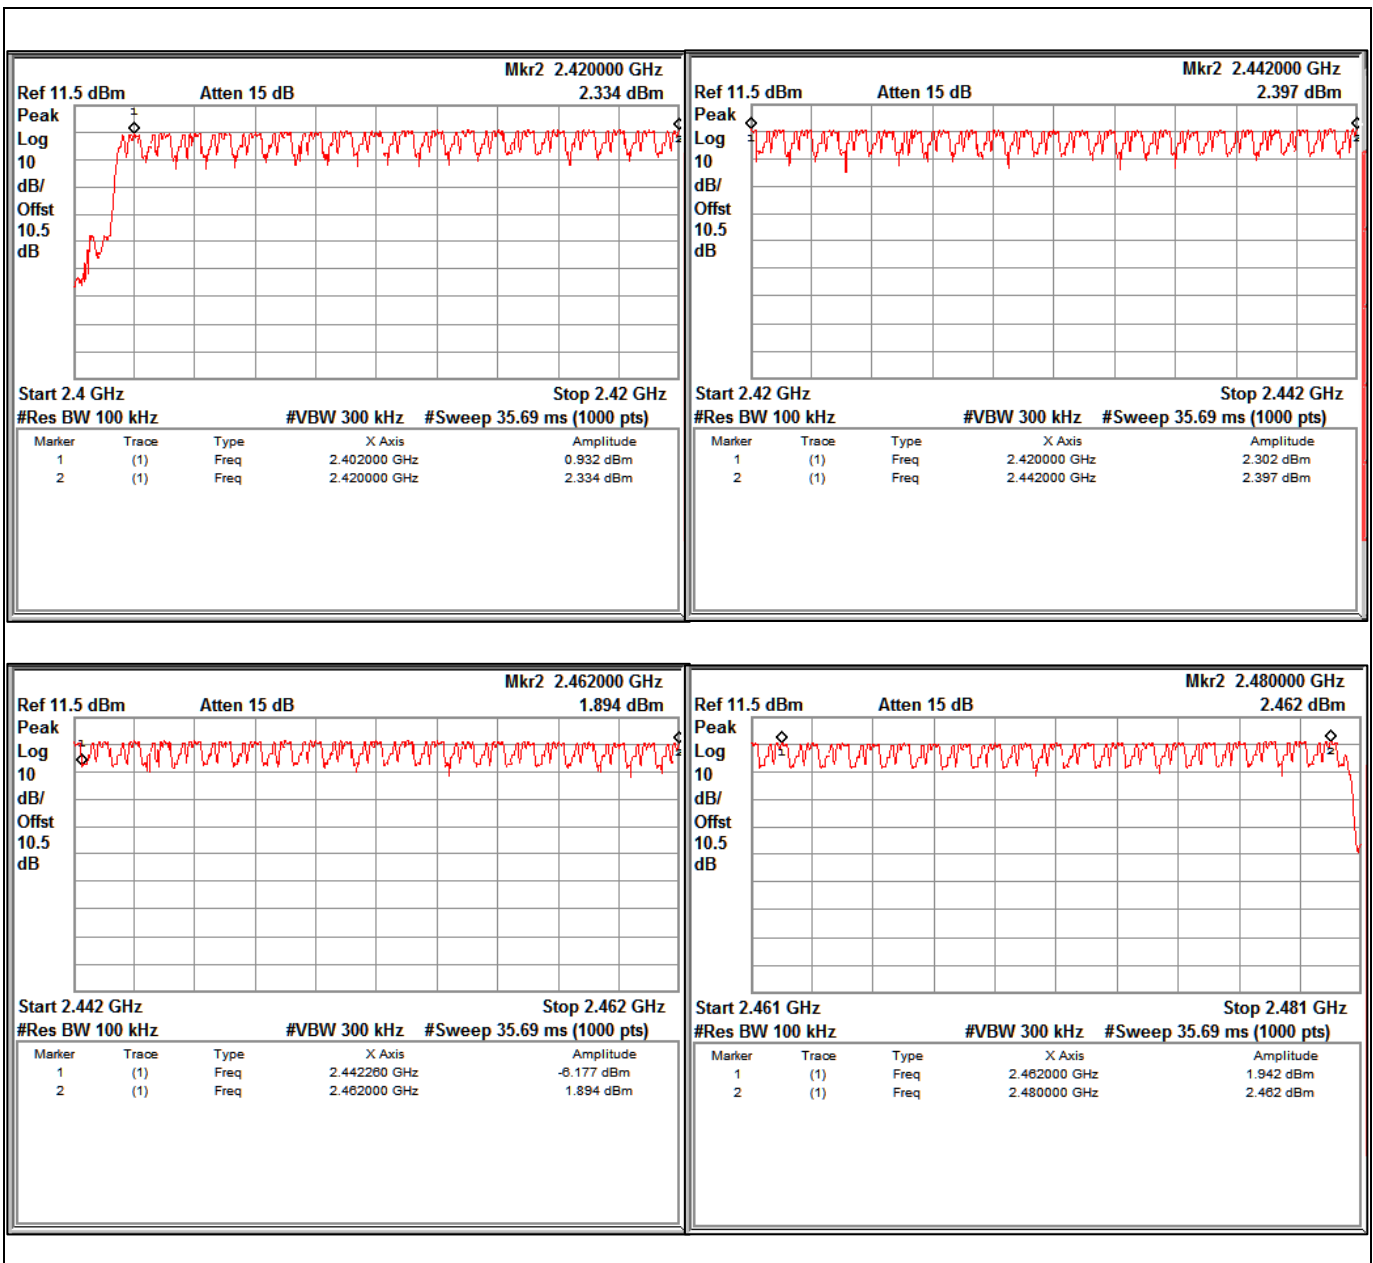 Mkr2 2.420000 GHz
Ref 11.5 dBm Atten 15 dB 2.334 dBm
Peak
Log
10
dB/
Offst
10.5
dB
1
2
Start 2.4 GHz Stop 2.42 GHz
#Res BW 100 kHz #VBW 300 kHz #Sweep 35.69 ms (1000 pts)
Marker Trace Type X Axis Amplitude
1 (1) Freq 2.402000 GHz 0.932 dBm
2 (1) Freq 2.420000 GHz 2.334 dBm
Mkr2 2.442000 GHz
Ref 11.5 dBm Atten 15 dB 2.397 dBm
Peak
Log
10
dB/
Offst
10.5
dB
1
2
Start 2.42 GHz Stop 2.442 GHz
#Res BW 100 kHz #VBW 300 kHz #Sweep 35.69 ms (1000 pts)
Marker Trace Type X Axis Amplitude
1 (1) Freq 2.420000 GHz 2.302 dBm
2 (1) Freq 2.442000 GHz 2.397 dBm
Mkr2 2.462000 GHz
Ref 11.5 dBm Atten 15 dB 1.894 dBm
Peak
Log
10
dB/
Offst
10.5
dB
1
2
Start 2.442 GHz Stop 2.462 GHz
#Res BW 100 kHz #VBW 300 kHz #Sweep 35.69 ms (1000 pts)
Marker Trace Type X Axis Amplitude
1 (1) Freq 2.442260 GHz -6.177 dBm
2 (1) Freq 2.462000 GHz 1.894 dBm
Mkr2 2.480000 GHz
Ref 11.5 dBm Atten 15 dB 2.462 dBm
Peak
Log
10
dB/
Offst
10.5
dB
1
2
Start 2.461 GHz Stop 2.481 GHz
#Res BW 100 kHz #VBW 300 kHz #Sweep 35.69 ms (1000 pts)
Marker Trace Type X Axis Amplitude
1 (1) Freq 2.462000 GHz 1.942 dBm
2 (1) Freq 2.480000 GHz 2.462 dBm